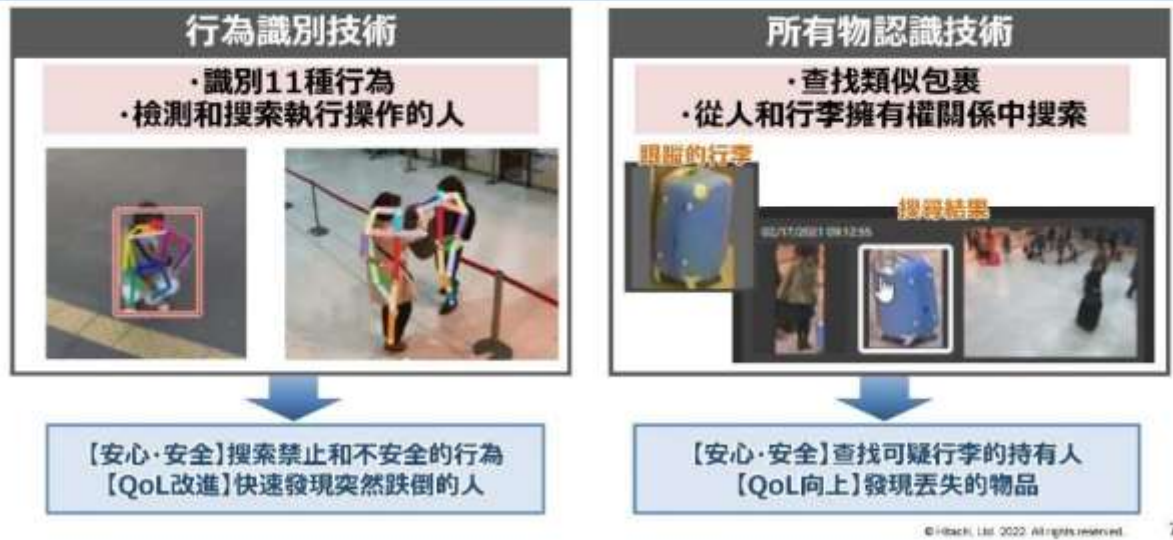 行為識別技術
·識別11種行為
·檢測和搜索執行操作的人
【安心·安全】搜索禁止和不安全的行為
【QoL改進】快速發現突然跌倒的人
所有物認識技術
·查找類似包裹
·從人和行李擁有權關係中搜索
跟蹤的行李
搜尋結果
02/17/2021 09:12:55
【安心·安全】查找可疑行李的持有人
【QoL向上】發現丟失的物品
© Hitachi, Ltd. 2022. All rights reserved.
7